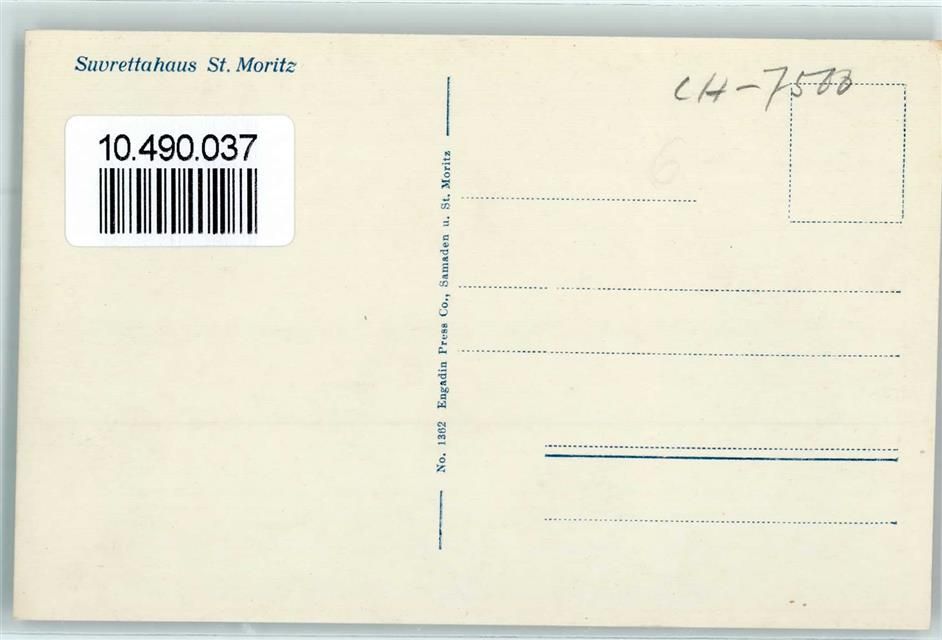 Suvrettahaus St. Moritz
10.490.037
No. 1362 Engadin Press Co., Samaden u. St. Moritz
CH-7500
6